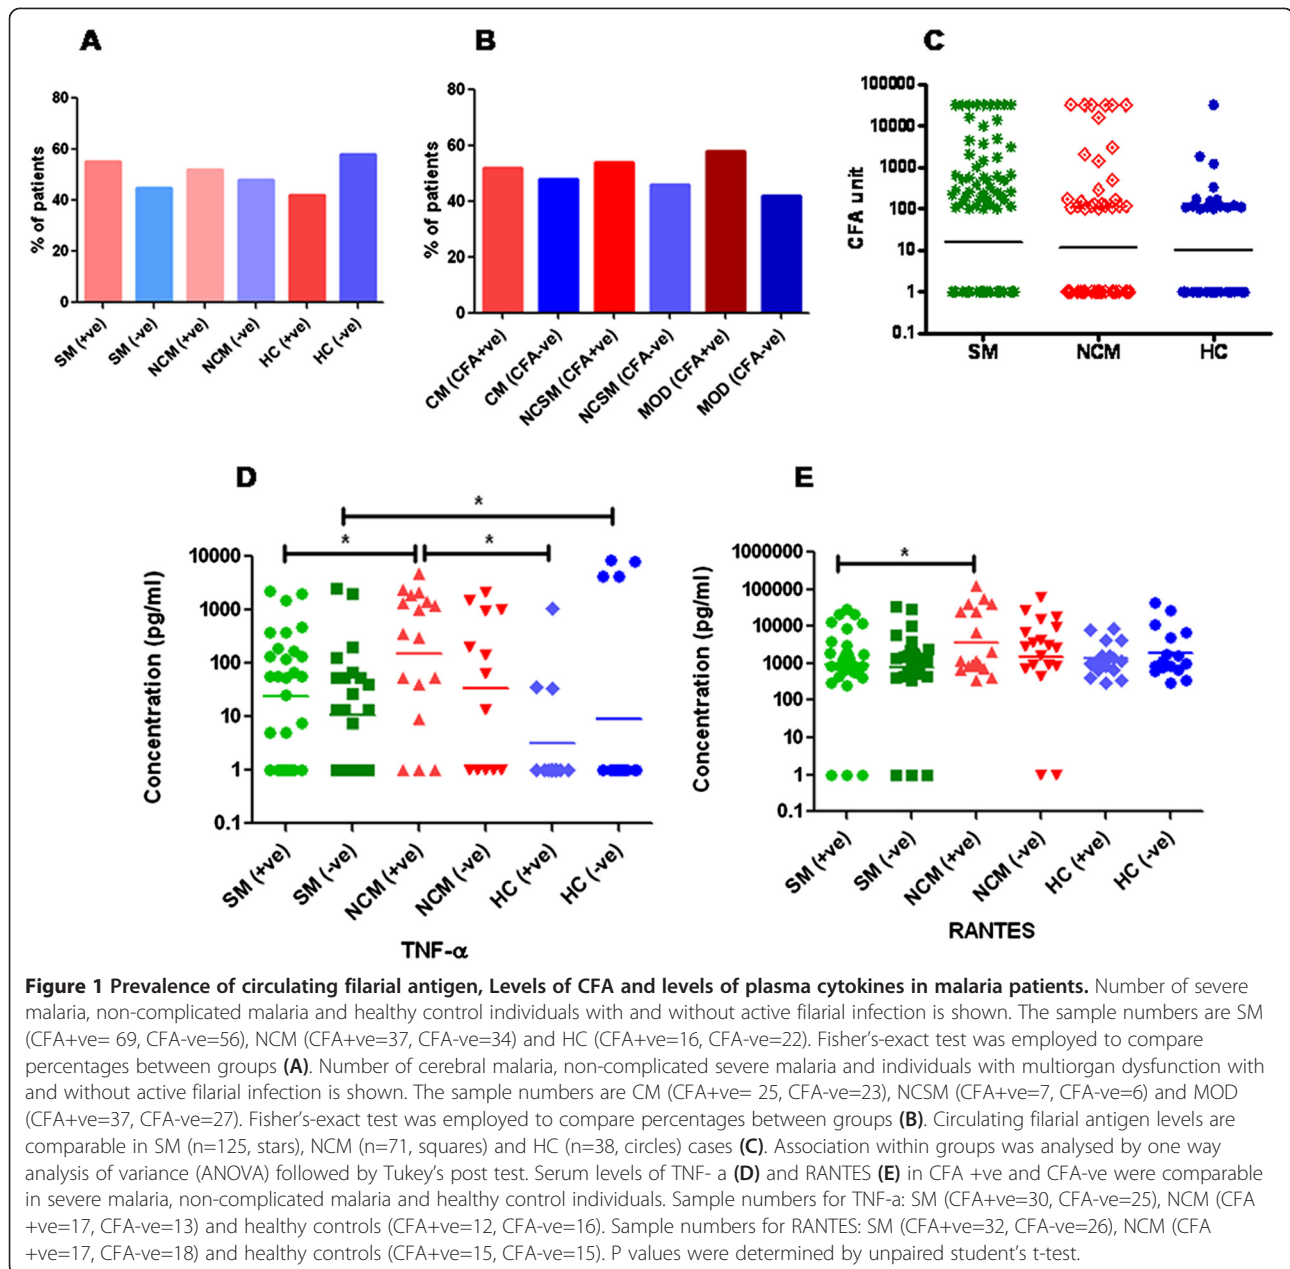 A
80
60
40
20
0
% of patients
SM (+ve)
SM (-ve)
NCM (+ve)
NCM (-ve)
HC (+ve)
HC (-ve)
B
80
60
40
20
0
% of patients
CM (CFA+ve)
CM (CFA-ve)
NCSM (CFA+ve)
NCSM (CFA-ve)
MOD (CFA+ve)
MOD (CFA-ve)
C
100000
10000
1000
100
10
1
0.1
CFA unit
SM
NCM
HC
D
*
*
*
10000
1000
100
10
1
0.1
Concentration (pg/ml)
SM (+ve)
SM (-ve)
NCM (+ve)
NCM (-ve)
HC (+ve)
HC (-ve)
TNF-α
E
*
1000000
100000
10000
1000
100
10
1
0.1
Concentration (pg/ml)
SM (+ve)
SM (-ve)
NCM (+ve)
NCM (-ve)
HC (+ve)
HC (-ve)
RANTES
Figure 1 Prevalence of circulating filarial antigen, Levels of CFA and levels of plasma cytokines in malaria patients. Number of severe
malaria, non-complicated malaria and healthy control individuals with and without active filarial infection is shown. The sample numbers are SM
(CFA+ve= 69, CFA-ve=56), NCM (CFA+ve=37, CFA-ve=34) and HC (CFA+ve=16, CFA-ve=22). Fisher's-exact test was employed to compare
percentages between groups (A). Number of cerebral malaria, non-complicated severe malaria and individuals with multiorgan dysfunction with
and without active filarial infection is shown. The sample numbers are CM (CFA+ve= 25, CFA-ve=23), NCSM (CFA+ve=7, CFA-ve=6) and MOD
(CFA+ve=37, CFA-ve=27). Fisher's-exact test was employed to compare percentages between groups (B). Circulating filarial antigen levels are
comparable in SM (n=125, stars), NCM (n=71, squares) and HC (n=38, circles) cases (C). Association within groups was analysed by one way
analysis of variance (ANOVA) followed by Tukey's post test. Serum levels of TNF- a (D) and RANTES (E) in CFA +ve and CFA-ve were comparable
in severe malaria, non-complicated malaria and healthy control individuals. Sample numbers for TNF-a: SM (CFA+ve=30, CFA-ve=25), NCM (CFA
+ve=17, CFA-ve=13) and healthy controls (CFA+ve=12, CFA-ve=16). Sample numbers for RANTES: SM (CFA+ve=32, CFA-ve=26), NCM (CFA
+ve=17, CFA-ve=18) and healthy controls (CFA+ve=15, CFA-ve=15). P values were determined by unpaired student's t-test.